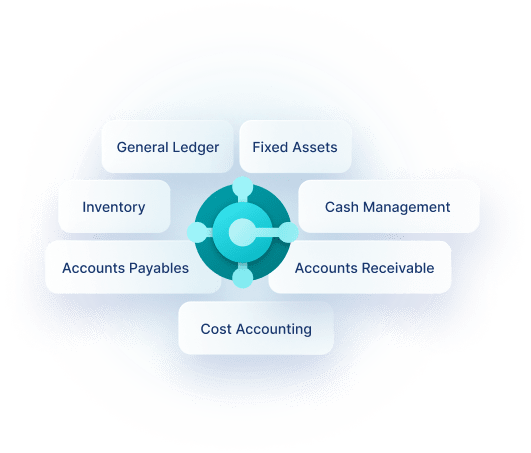 General Ledger
Fixed Assets
Inventory
Cash Management
Accounts Payables
Accounts Receivable
Cost Accounting